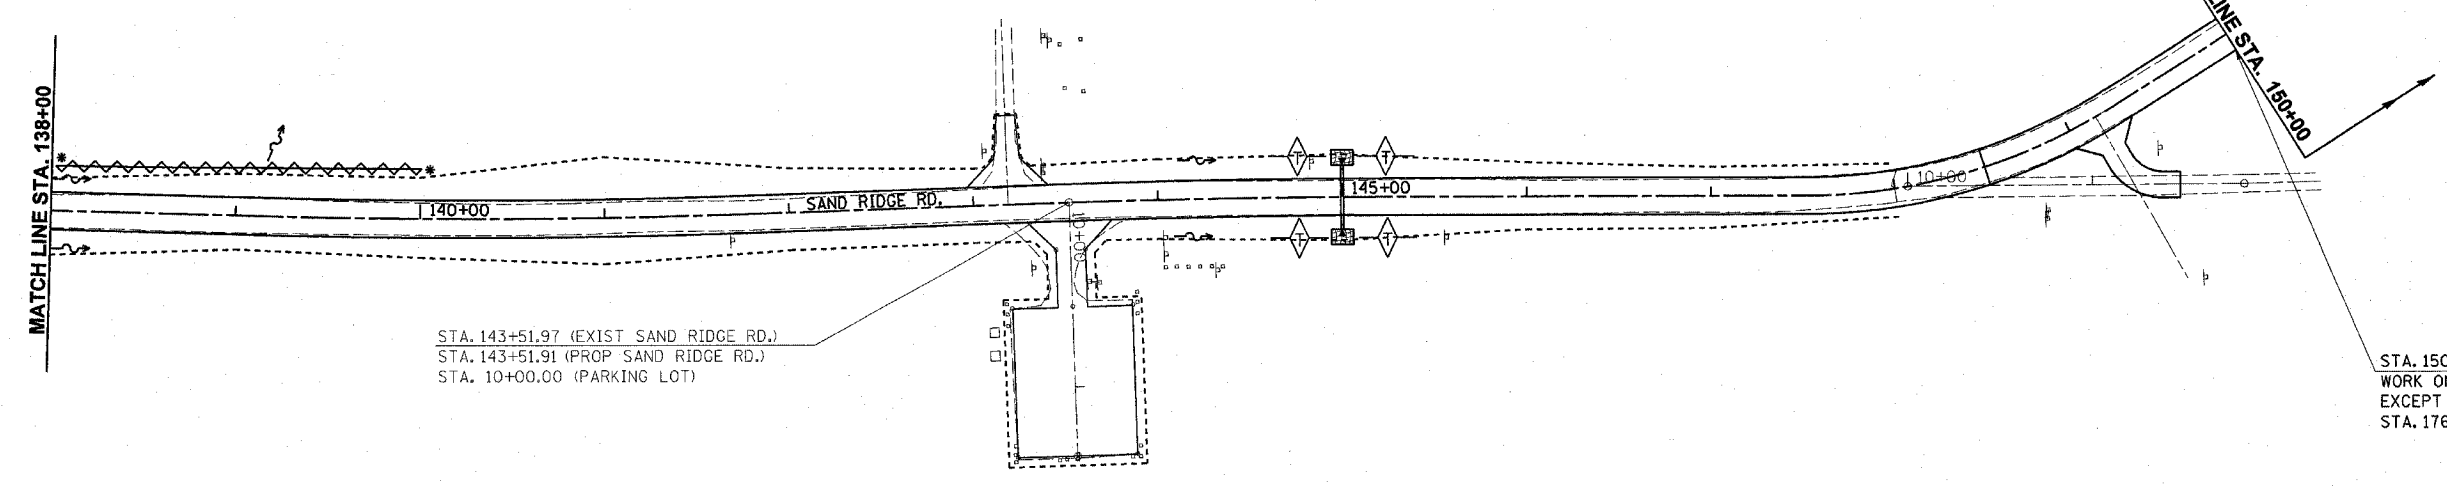 MATCH LINE STA. 138+00
140+00
SAND RIDGE RD.
10+00
145+00
10+00
LINE STA. 150+00
T T
T T
STA. 143+51.97 (EXIST SAND RIDGE RD.)
STA. 143+51.91 (PROP SAND RIDGE RD.)
STA. 10+00.00 (PARKING LOT)
STA. 150
WORK
EXCEPT
STA. 176